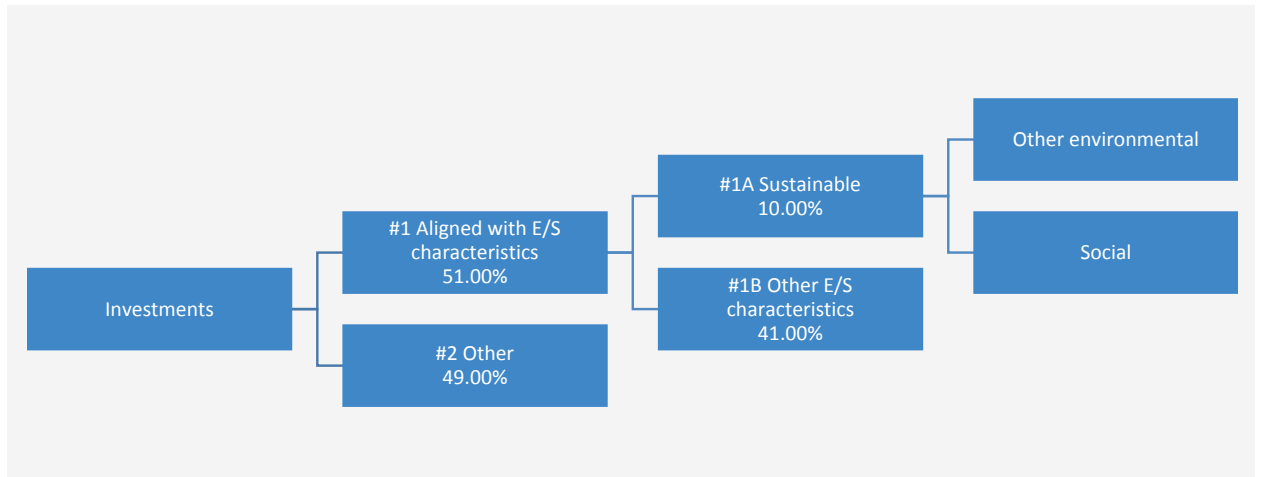 Investments
#1 Aligned with E/S
characteristics
51.00%
#2 Other
49.00%
#1A Sustainable
10.00%
#1B Other E/S
characteristics
41.00%
Other environmental
Social